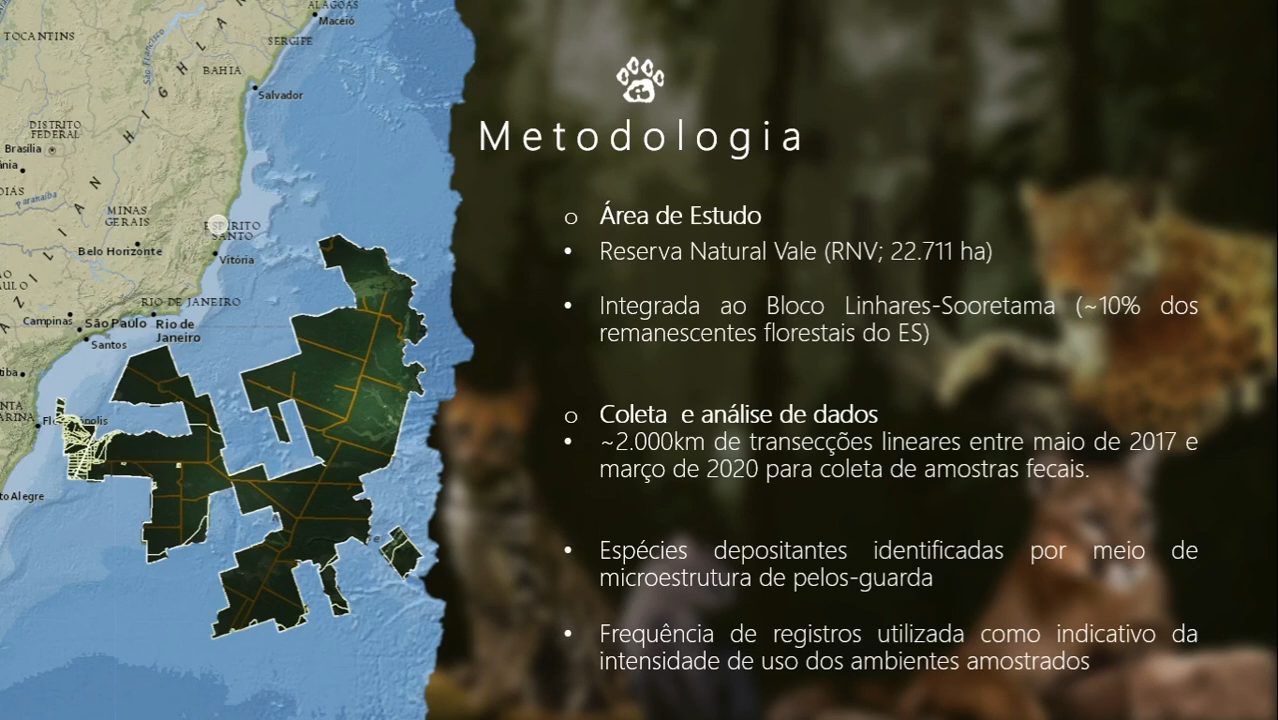 ALAGOAS
Maceió
TOCANTINS
São Francisco
SERGIPE
BAHIA
Salvador
DISTRITO
FEDERAL
Brasília
Paranaíba
MINAS
GERAIS
ESPÍRITO
SANTO
Belo Horizonte
Vitória
RIO DE JANEIRO
Campinas
São Paulo
Rio de
Janeiro
Santos
Metodologia
o Área de Estudo
• Reserva Natural Vale (RNV; 22.711 ha)
• Integrada ao Bloco Linhares-Sooretama (~10% dos
remanescentes florestais do ES)
o Coleta e análise de dados
• ~2.000km de transecções lineares entre maio de 2017 e
março de 2020 para coleta de amostras fecais.
• Espécies depositantes identificadas por meio de
microestrutura de pelos-guarda
• Frequência de registros utilizada como indicativo da
intensidade de uso dos ambientes amostrados